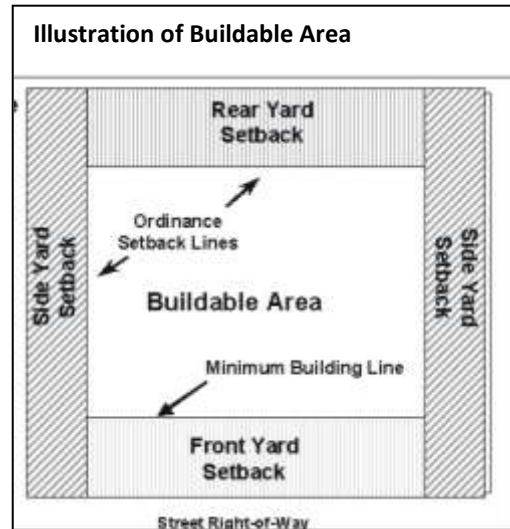 Illustration of Buildable Area
Rear Yard
Setback
Ordinance
Setback Lines
Side Yard
Setback
Side Yard
Setback
Buildable Area
Minimum Building Line
Front Yard
Setback
Street Right-of-Way